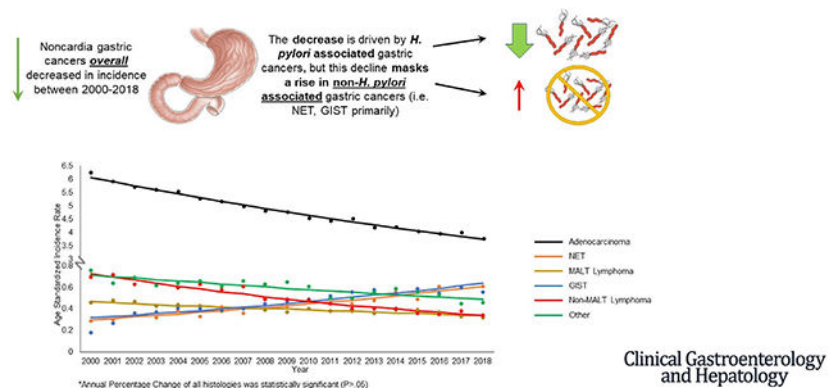 Noncardia gastric
cancers overall
decreased in incidence
between 2000-2018
The decrease is driven by H.
pylori associated gastric
cancers, but this decline masks
a rise in non-H. pylori
associated gastric cancers (i.e.
NET, GIST primarily)
Age Standardized Incidence Rate
6.5
6
5.5
5
4.5
4
3.5
3
0.8
0.6
0.4
0.2
0
2000 2001 2002 2003 2004 2005 2006 2007 2008 2009 2010 2011 2012 2013 2014 2015 2016 2017 2018
Year
Adenocarcinoma
NET
MALT Lymphoma
GIST
Non-MALT Lymphoma
Other
*Annual Percentage Change of all histologies was statistically significant (P>.05)
Clinical Gastroenterology
and Hepatology